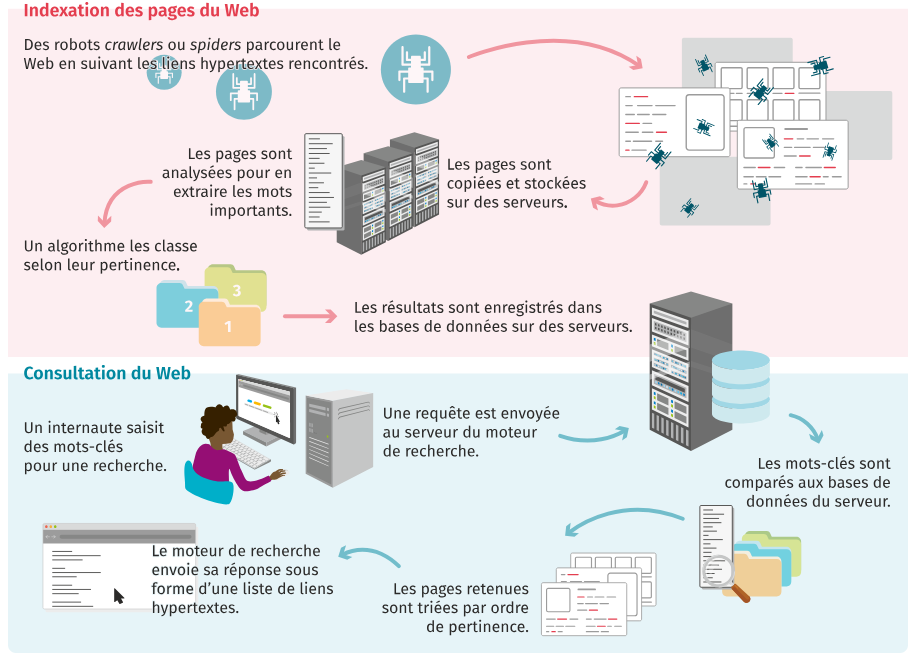 Indexation des pages du Web
Des robots crawlers ou spiders parcourent le
Web en suivant les liens hypertextes rencontrés.
Les pages sont
copiées et stockées
sur des serveurs.
Les pages sont
analysées pour en
extraire les mots
importants.
Un algorithme les classe
selon leur pertinence.
3
2
1
Les résultats sont enregistrés dans
les bases de données sur des serveurs.
Consultation du Web
Un internaute saisit
des mots-clés
pour une recherche.
Une requête est envoyée
au serveur du moteur
de recherche.
Les mots-clés sont
comparés aux bases de
données du serveur.
Les pages retenues
sont triées par ordre
de pertinence.
Le moteur de recherche
envoie sa réponse sous
forme d'une liste de liens
hypertextes.